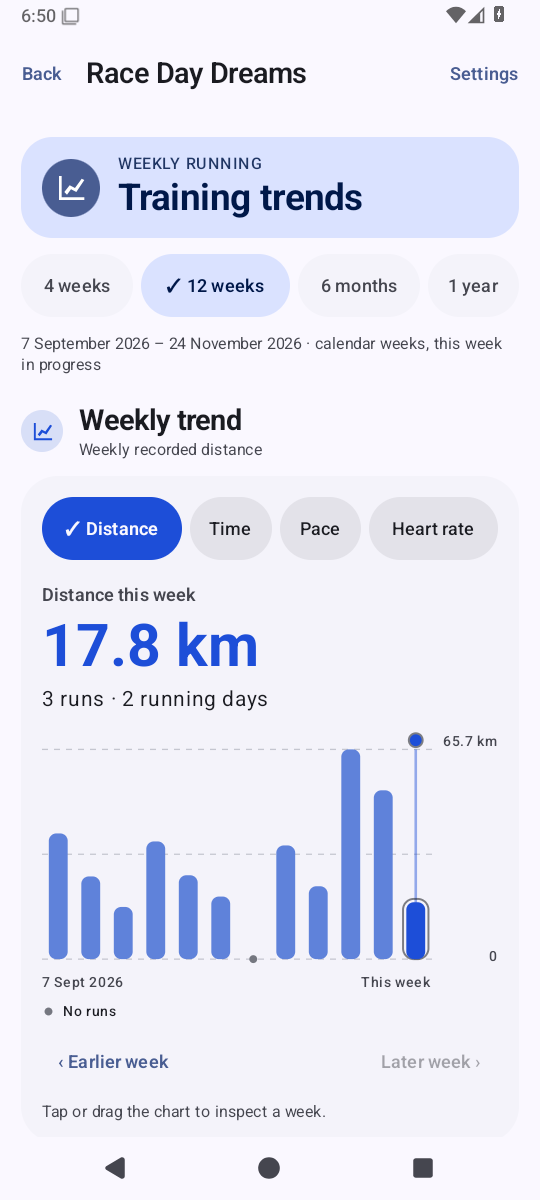 6:50
Back
Race Day Dreams
Settings
WEEKLY RUNNING
Training trends
4 weeks
✓ 12 weeks
6 months
1 year
7 September 2026 – 24 November 2026 · calendar weeks, this week
in progress
Weekly trend
Weekly recorded distance
✓ Distance
Time
Pace
Heart rate
Distance this week
17.8 km
3 runs · 2 running days
65.7 km
0
7 Sept 2026
This week
No runs
‹ Earlier week
Later week ›
Tap or drag the chart to inspect a week.